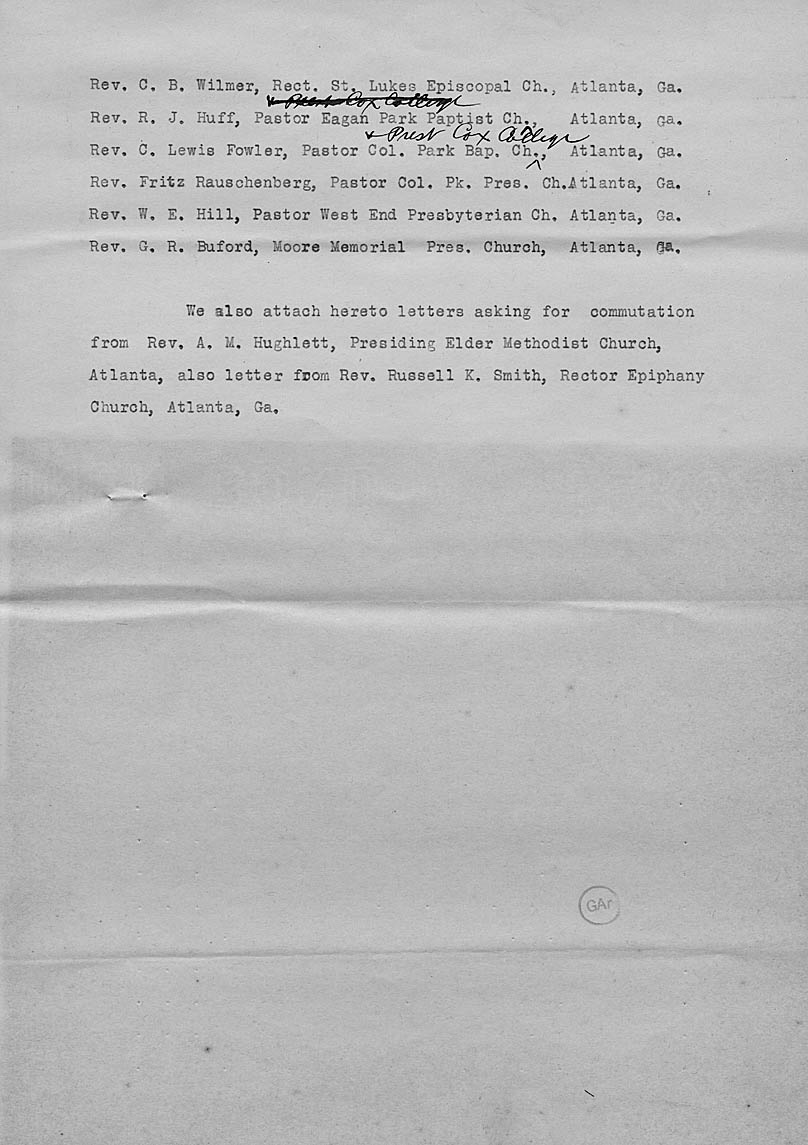 Rev. C. B. Wilmer, Rect. St. Lukes Episcopal Ch., Atlanta, Ga.
& Prest Cox College
Rev. R. J. Huff, Pastor Eagan Park Paptist Ch., Atlanta, Ga.
& Prest Cox College
Rev. C. Lewis Fowler, Pastor Col. Park Bap. Ch., Atlanta, Ga.
Rev. Fritz Rauschenberg, Pastor Col. Pk. Pres. Ch.Atlanta, Ga.
Rev. W. E. Hill, Pastor West End Presbyterian Ch. Atlanta, Ga.
Rev. G. R. Buford, Moore Memorial Pres. Church, Atlanta, Ga.
We also attach hereto letters asking for commutation
from Rev. A. M. Hughlett, Presiding Elder Methodist Church,
Atlanta, also letter from Rev. Russell K. Smith, Rector Epiphany
Church, Atlanta, Ga.
GAr